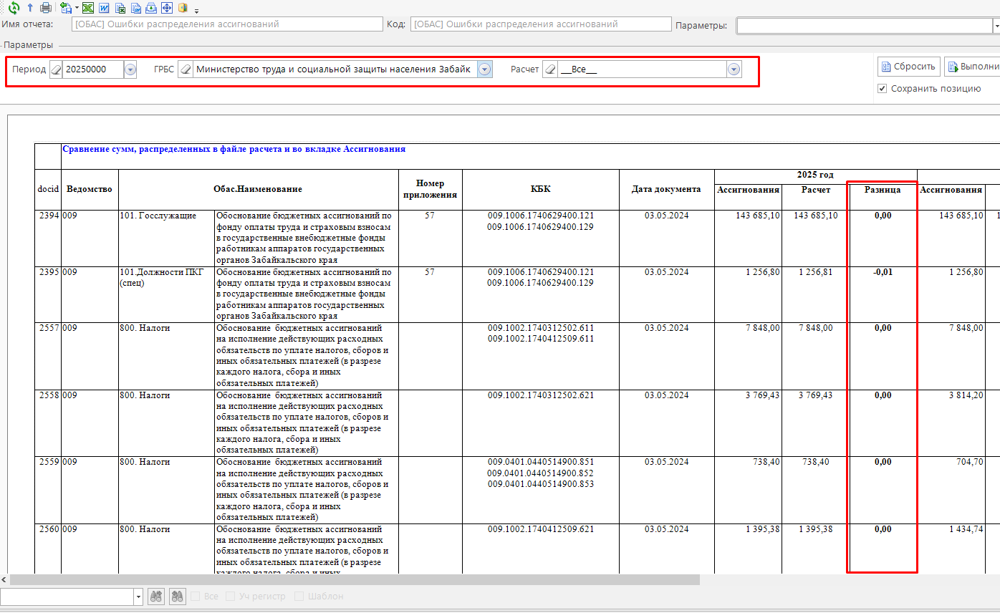 Имя отчета: [ОБАС] Ошибки распределения ассигнований Код: [ОБАС] Ошибки распределения ассигнований Параметры:
Параметры
Период 20250000 ГРБС Министерство труда и социальной защиты населения Забайк Расчет __Все__ Сбросить Выполни
Сохранить позицию
Сравнение сумм, распределенных в файле расчета и во вкладке Ассигнования
docid Ведомство Обас.Наименование Номер приложения КБК Дата документа 2025 год
Ассигнования Расчет Разница Ассигнования
2394 009 101. Госслужащие Обоснование бюджетных ассигнований по 57 009.1006.1740629400.121 03.05.2024 143 685,10 143 685,10 0,00 143 685,10
фонду оплаты труда и страховым взносам 009.1006.1740629400.129
в государственные внебюджетные фонды
работникам аппаратов государственных
органов Забайкальского края
2395 009 101.Должности ПКГ Обоснование бюджетных ассигнований по 57 009.1006.1740629400.121 03.05.2024 1 256,80 1 256,81 -0,01 1 256,80
(спец) фонду оплаты труда и страховым взносам 009.1006.1740629400.129
в государственные внебюджетные фонды
работникам аппаратов государственных
органов Забайкальского края
2557 009 800. Налоги Обоснование бюджетных ассигнований 009.1002.1740312502.611 03.05.2024 7 848,00 7 848,00 0,00 7 848,00
на исполнение действующих расходных 009.1002.1740412509.611
обязательств по уплате налогов, сборов и
иных обязательных платежей (в разрезе
каждого налога, сбора и иных
обязательных платежей)
2558 009 800. Налоги Обоснование бюджетных ассигнований 009.1002.1740312502.621 03.05.2024 3 769,43 3 769,43 0,00 3 814,20
на исполнение действующих расходных
обязательств по уплате налогов, сборов и
иных обязательных платежей (в разрезе
каждого налога, сбора и иных
обязательных платежей)
2559 009 800. Налоги Обоснование бюджетных ассигнований 009.0401.0440514900.851 03.05.2024 738,40 738,40 0,00 704,70
на исполнение действующих расходных 009.0401.0440514900.852
обязательств по уплате налогов, сборов и 009.0401.0440514900.853
иных обязательных платежей (в разрезе
каждого налога, сбора и иных
обязательных платежей)
2560 009 800. Налоги Обоснование бюджетных ассигнований 009.1002.1740412509.621 03.05.2024 1 395,38 1 395,38 0,00 1 434,74
на исполнение действующих расходных
обязательств по уплате налогов, сборов и
иных обязательных платежей (в разрезе
каждого налога, сбора и иных
Все Уч регистр Шаблон